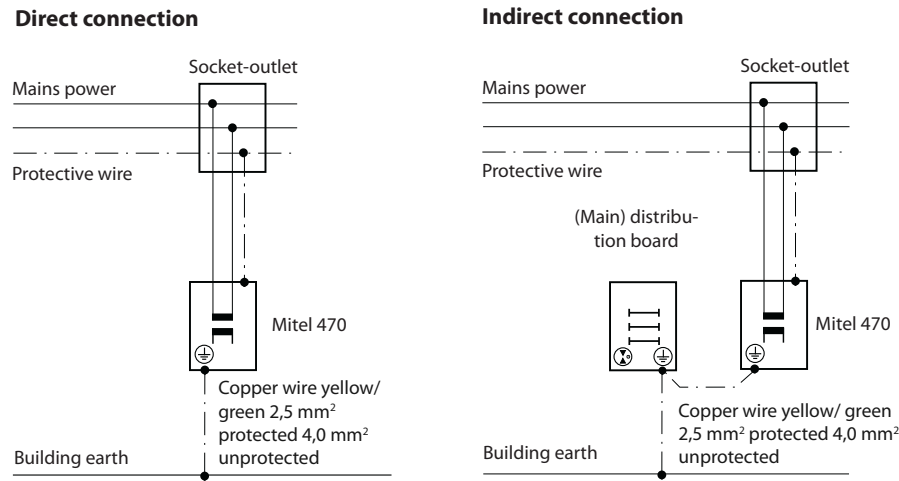 Direct connection
Socket-outlet
Mains power
Protective wire
Mitel 470
Copper wire yellow/
green 2,5 mm²
protected 4,0 mm²
unprotected
Building earth
Indirect connection
Socket-outlet
Mains power
Protective wire
(Main) distribu-
tion board
Mitel 470
Copper wire yellow/ green
2,5 mm² protected 4,0 mm²
unprotected
Building earth